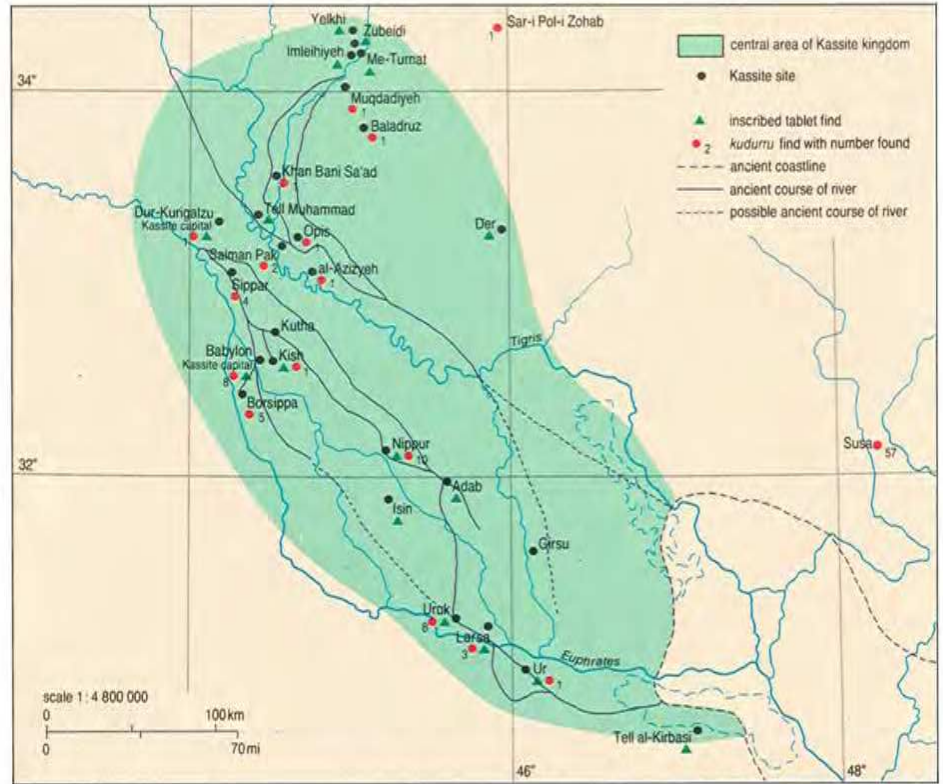 Yelkhi
Zubeidi
Imleihiyeh
Me-Turnat
Sar-i Pol-i Zohab
1
central area of Kassite kingdom
Kassite site
inscribed tablet find
2 kudurru find with number found
ancient coastline
ancient course of river
possible ancient course of river
34°
Muqdadiyeh
1
Baladruz
1
Khan Bani Sa'ad
1
Tell Muhammad
Dur-Kurigalzu
Kassite capital
1
Opis
Der
Salman Pak
2
al-Azizyeh
1
Sippar
4
Kutha
Babylon
Kassite capital
8
Kish
1
Borsippa
5
Tigris
Susa
57
32°
Nippur
10
Adab
Isin
Girsu
Uruk
6
Larsa
3
Euphrates
Ur
1
scale 1:4 800 000
0 100 km
0 70 mi
Tell al-Kirbasi
46°
48°